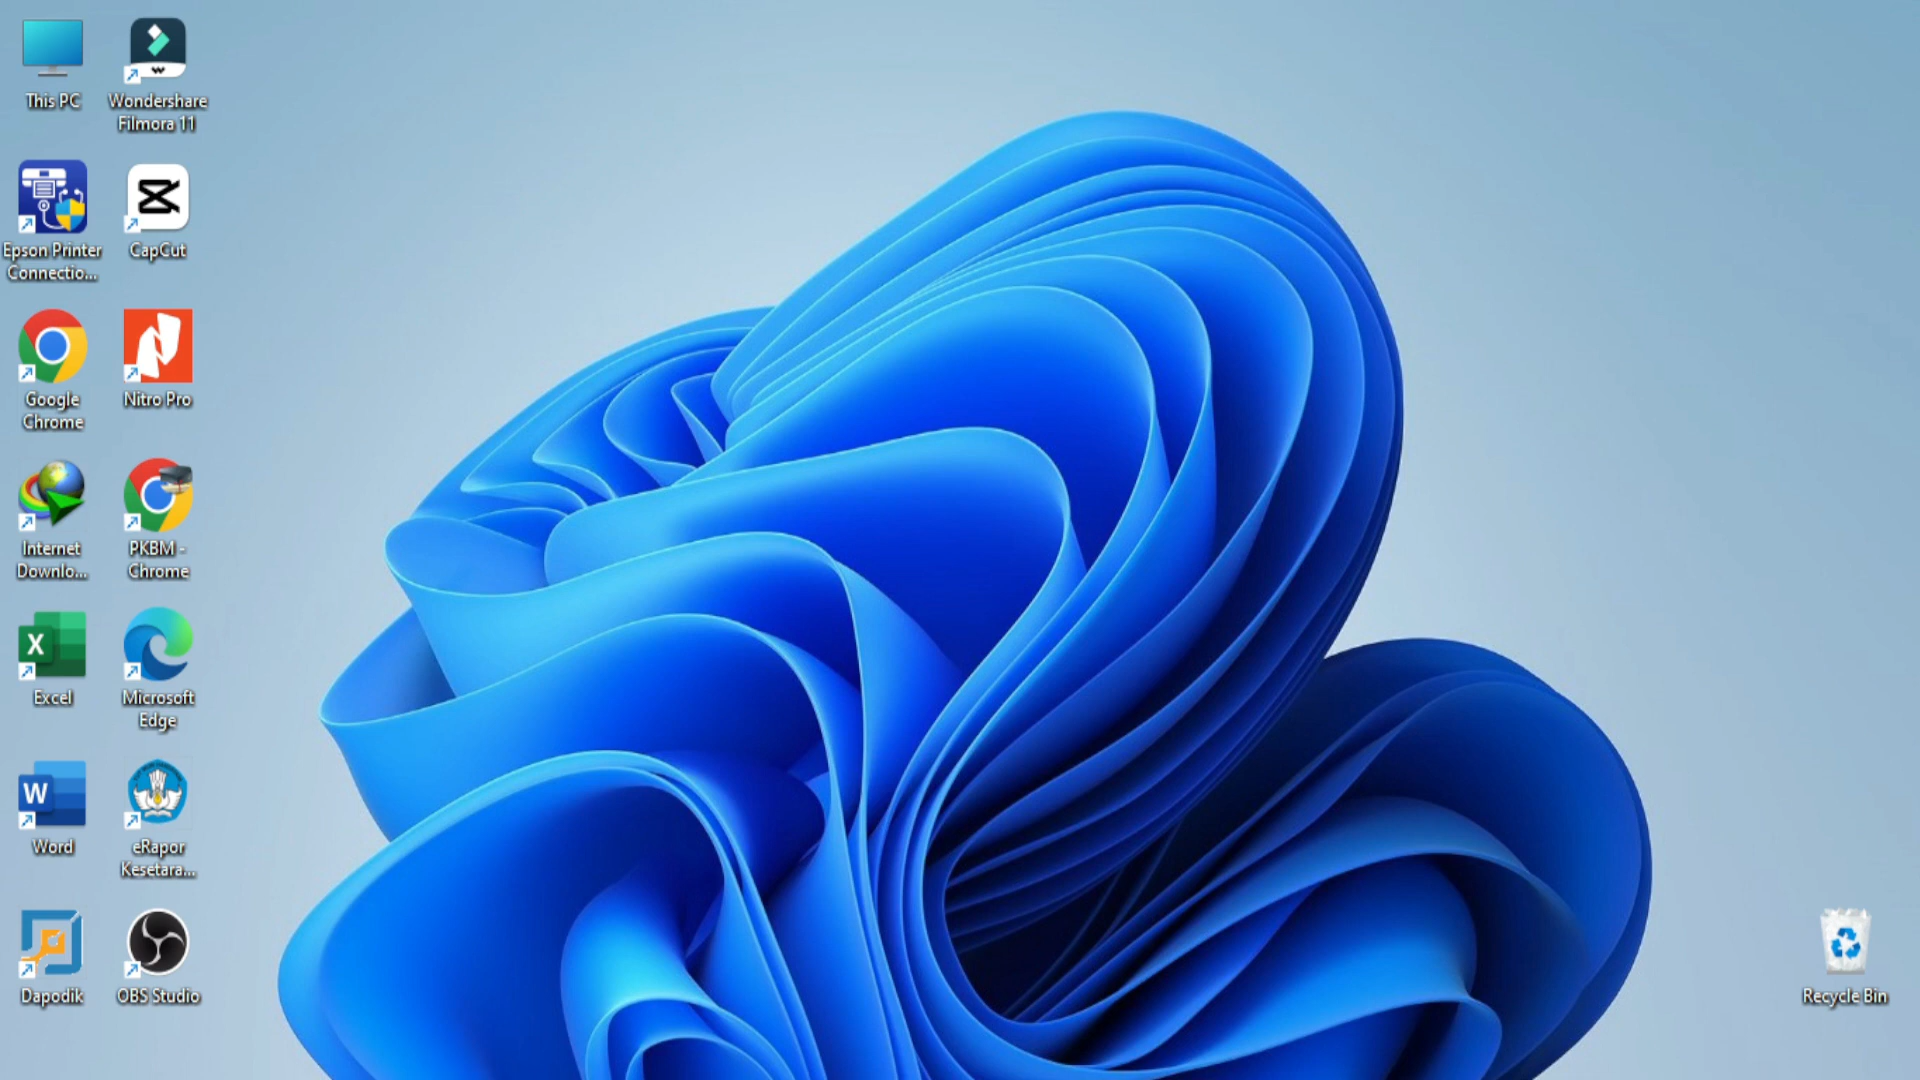 This PC
Wondershare
Filmora 11
Epson Printer
Connectio...
CapCut
Google
Chrome
Nitro Pro
Internet
Downlo...
PKBM -
Chrome
X
Excel
Microsoft
Edge
W
Word
eRapor
Kesetara...
Dapodik
OBS Studio
Recycle Bin